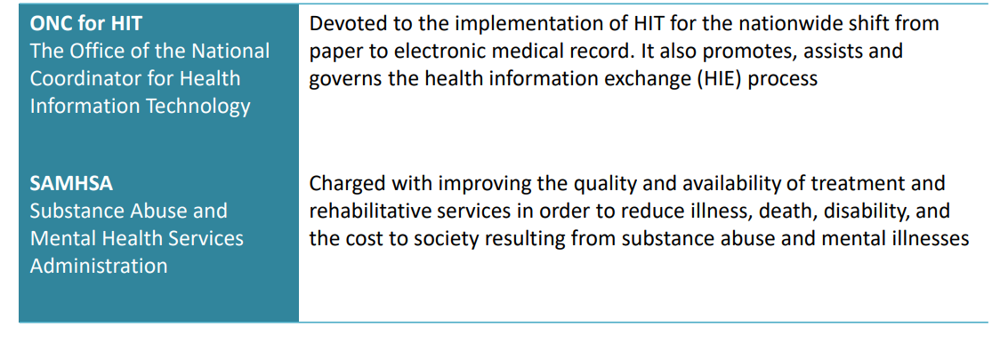 ONC for HIT
The Office of the National
Coordinator for Health
Information Technology
Devoted to the implementation of HIT for the nationwide shift from
paper to electronic medical record. It also promotes, assists and
governs the health information exchange (HIE) process
SAMHSA
Substance Abuse and
Mental Health Services
Administration
Charged with improving the quality and availability of treatment and
rehabilitative services in order to reduce illness, death, disability, and
the cost to society resulting from substance abuse and mental illnesses